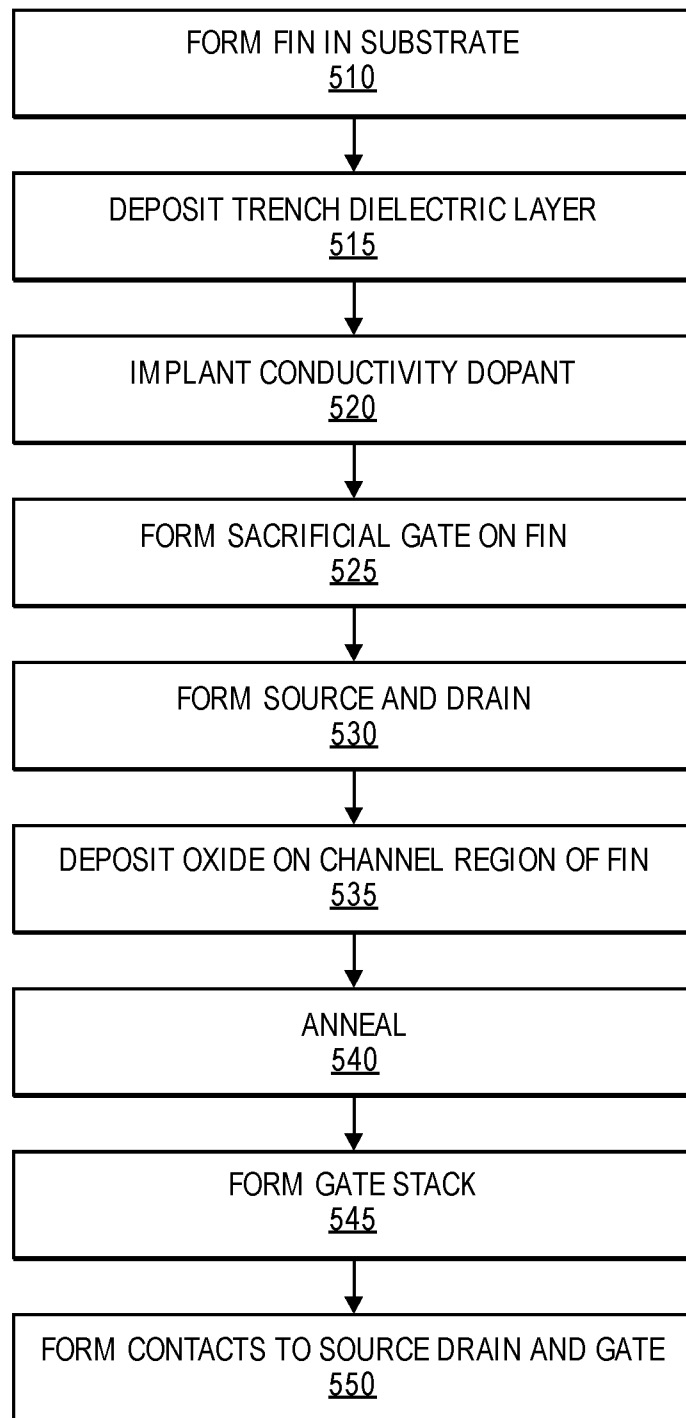 FORM FIN IN SUBSTRATE
510
DEPOSIT TRENCH DIELECTRIC LAYER
515
IMPLANT CONDUCTIVITY DOPANT
520
FORM SACRIFICIAL GATE ON FIN
525
FORM SOURCE AND DRAIN
530
DEPOSIT OXIDE ON CHANNEL REGION OF FIN
535
ANNEAL
540
FORM GATE STACK
545
FORM CONTACTS TO SOURCE DRAIN AND GATE
550